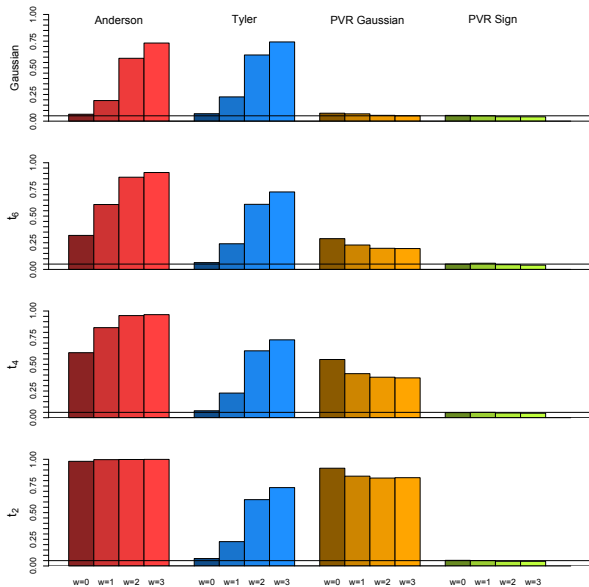 Anderson Tyler PVR Gaussian PVR Sign
Gaussian
0.00 0.25 0.50 0.75 1.00
t6
0.00 0.25 0.50 0.75 1.00
t4
0.00 0.25 0.50 0.75 1.00
t2
0.00 0.25 0.50 0.75 1.00
w=0 w=1 w=2 w=3 w=0 w=1 w=2 w=3 w=0 w=1 w=2 w=3 w=0 w=1 w=2 w=3